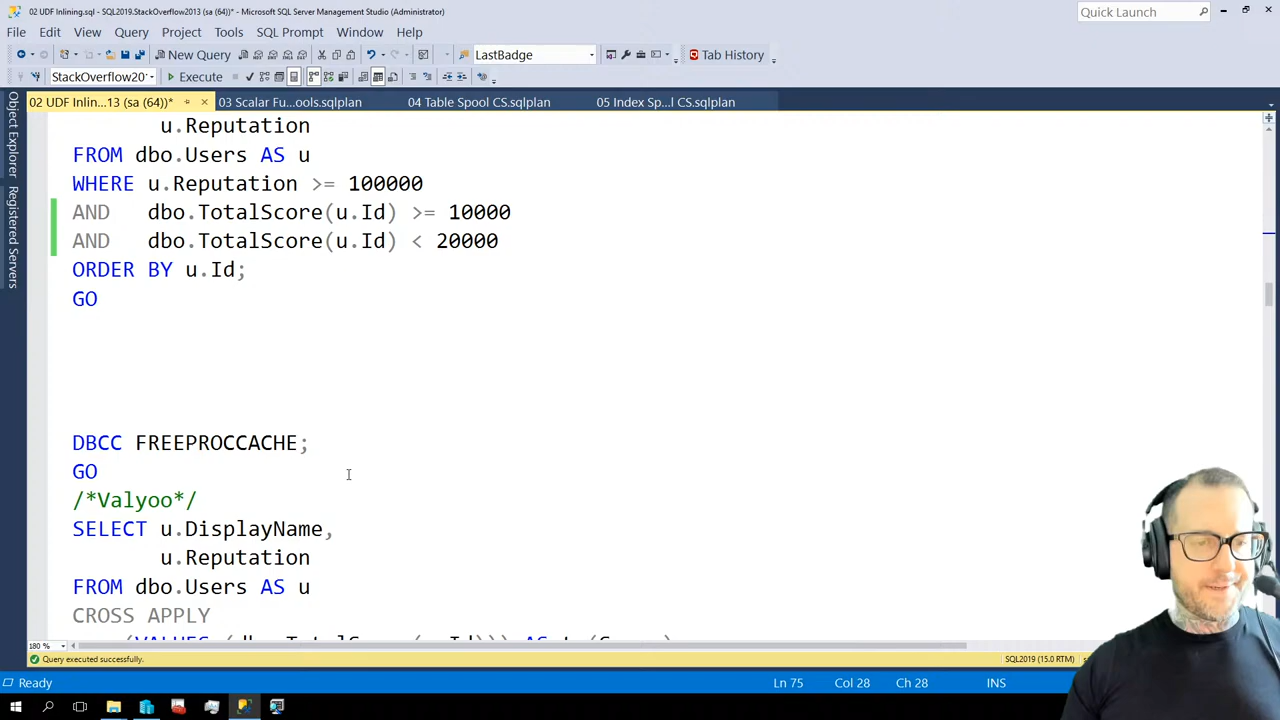 02 UDF Inlining.sql - SQL2019.StackOverflow2013 (sa (64))* - Microsoft SQL Server Management Studio (Administrator)
Quick Launch
File Edit View Query Project Tools SQL Prompt Window Help
New Query LastBadge Tab History
StackOverflow20 Execute
02 UDF Inlin...13 (sa (64))* 03 Scalar Fu...ools.sqlplan 04 Table Spool CS.sqlplan 05 Index Sp...l CS.sqlplan
Object Explorer
Registered Servers
u.Reputation
FROM dbo.Users AS u
WHERE u.Reputation >= 100000
AND dbo.TotalScore(u.Id) >= 10000
AND dbo.TotalScore(u.Id) < 20000
ORDER BY u.Id;
GO
DBCC FREEPROCCACHE;
GO
/*Valyoo*/
SELECT u.DisplayName,
u.Reputation
FROM dbo.Users AS u
CROSS APPLY
180 %
Query executed successfully. SQL2019 (15.0 RTM)
Ready Ln 75 Col 28 Ch 28 INS